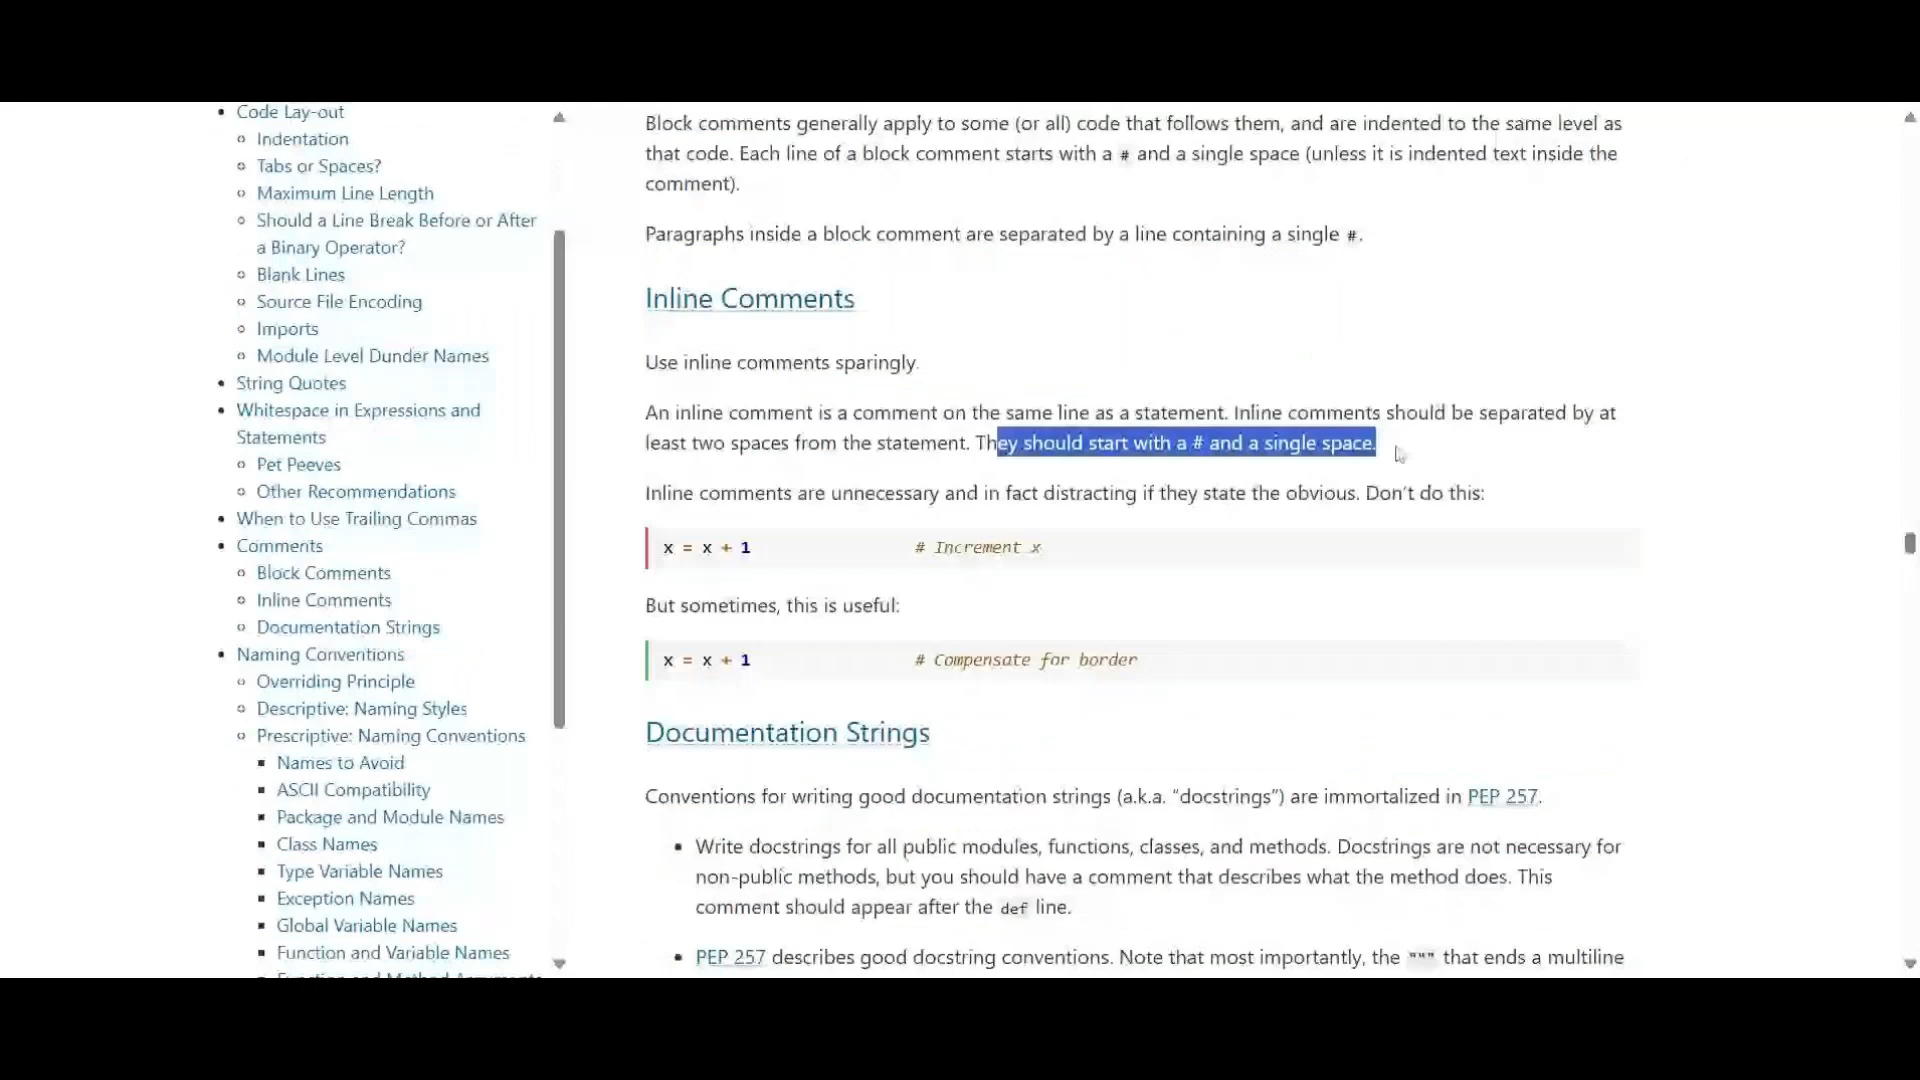 Code Lay-out
Indentation
Tabs or Spaces?
Maximum Line Length
Should a Line Break Before or After
a Binary Operator?
Blank Lines
Source File Encoding
Imports
Module Level Dunder Names
String Quotes
Whitespace in Expressions and
Statements
Pet Peeves
Other Recommendations
When to Use Trailing Commas
Comments
Block Comments
Inline Comments
Documentation Strings
Naming Conventions
Overriding Principle
Descriptive: Naming Styles
Prescriptive: Naming Conventions
Names to Avoid
ASCII Compatibility
Package and Module Names
Class Names
Type Variable Names
Exception Names
Global Variable Names
Function and Variable Names
Function and Method Arguments
Block comments generally apply to some (or all) code that follows them, and are indented to the same level as
that code. Each line of a block comment starts with a # and a single space (unless it is indented text inside the
comment).
Paragraphs inside a block comment are separated by a line containing a single #.
Inline Comments
Use inline comments sparingly.
An inline comment is a comment on the same line as a statement. Inline comments should be separated by at
least two spaces from the statement. They should start with a # and a single space.
Inline comments are unnecessary and in fact distracting if they state the obvious. Don’t do this:
x = x + 1 # Increment x
But sometimes, this is useful:
x = x + 1 # Compensate for border
Documentation Strings
Conventions for writing good documentation strings (a.k.a. “docstrings”) are immortalized in PEP 257.
Write docstrings for all public modules, functions, classes, and methods. Docstrings are not necessary for
non-public methods, but you should have a comment that describes what the method does. This
comment should appear after the def line.
PEP 257 describes good docstring conventions. Note that most importantly, the """ that ends a multiline